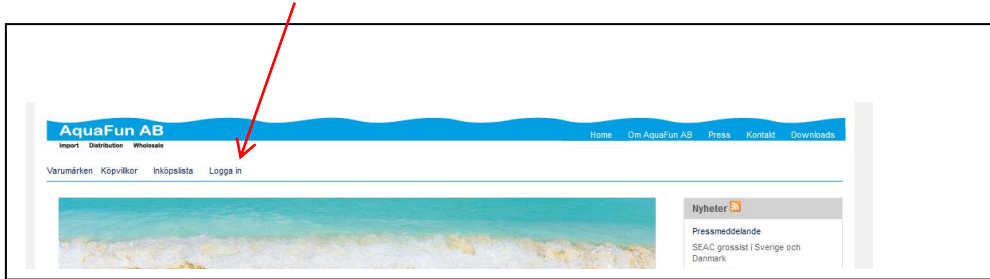 AquaFun AB
Import Distribution Wholesale
Home Om AquaFun AB Press Kontakt Downloads
Varumärken Köpvillkor Inköpslista Logga in
Nyheter
Pressmeddelande
SEAC grossist i Sverige och
Danmark